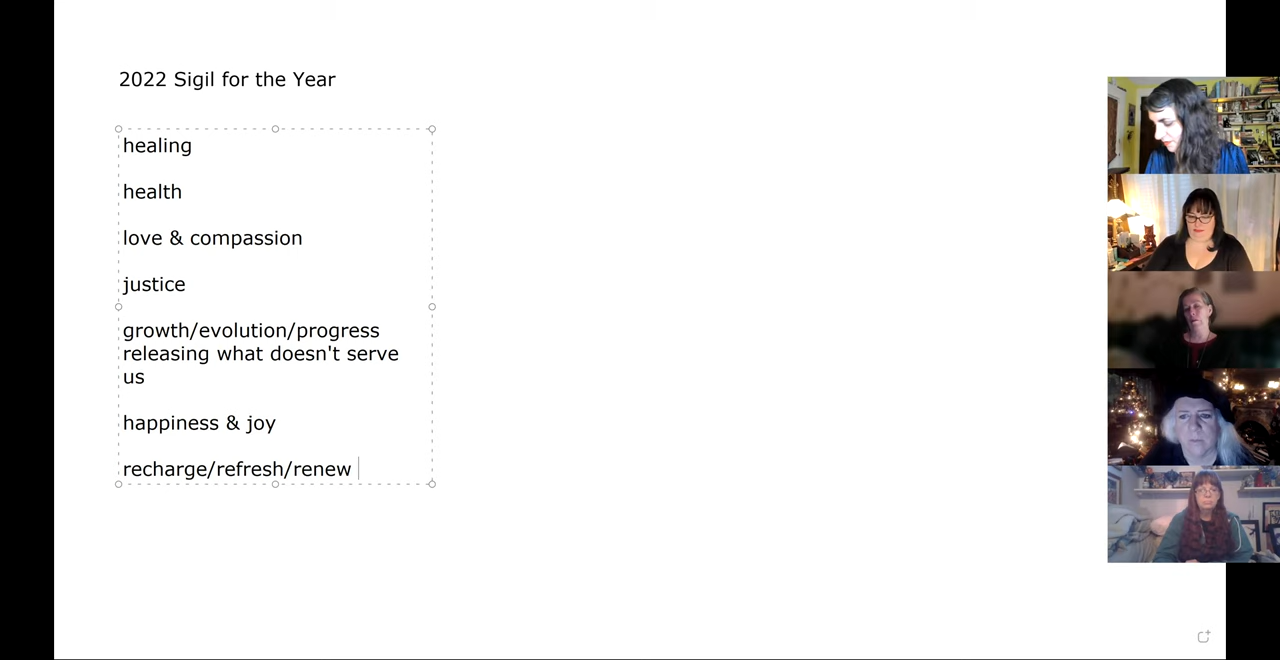 2022 Sigil for the Year
healing
health
love & compassion
justice
growth/evolution/progress
releasing what doesn't serve
us
happiness & joy
recharge/refresh/renew